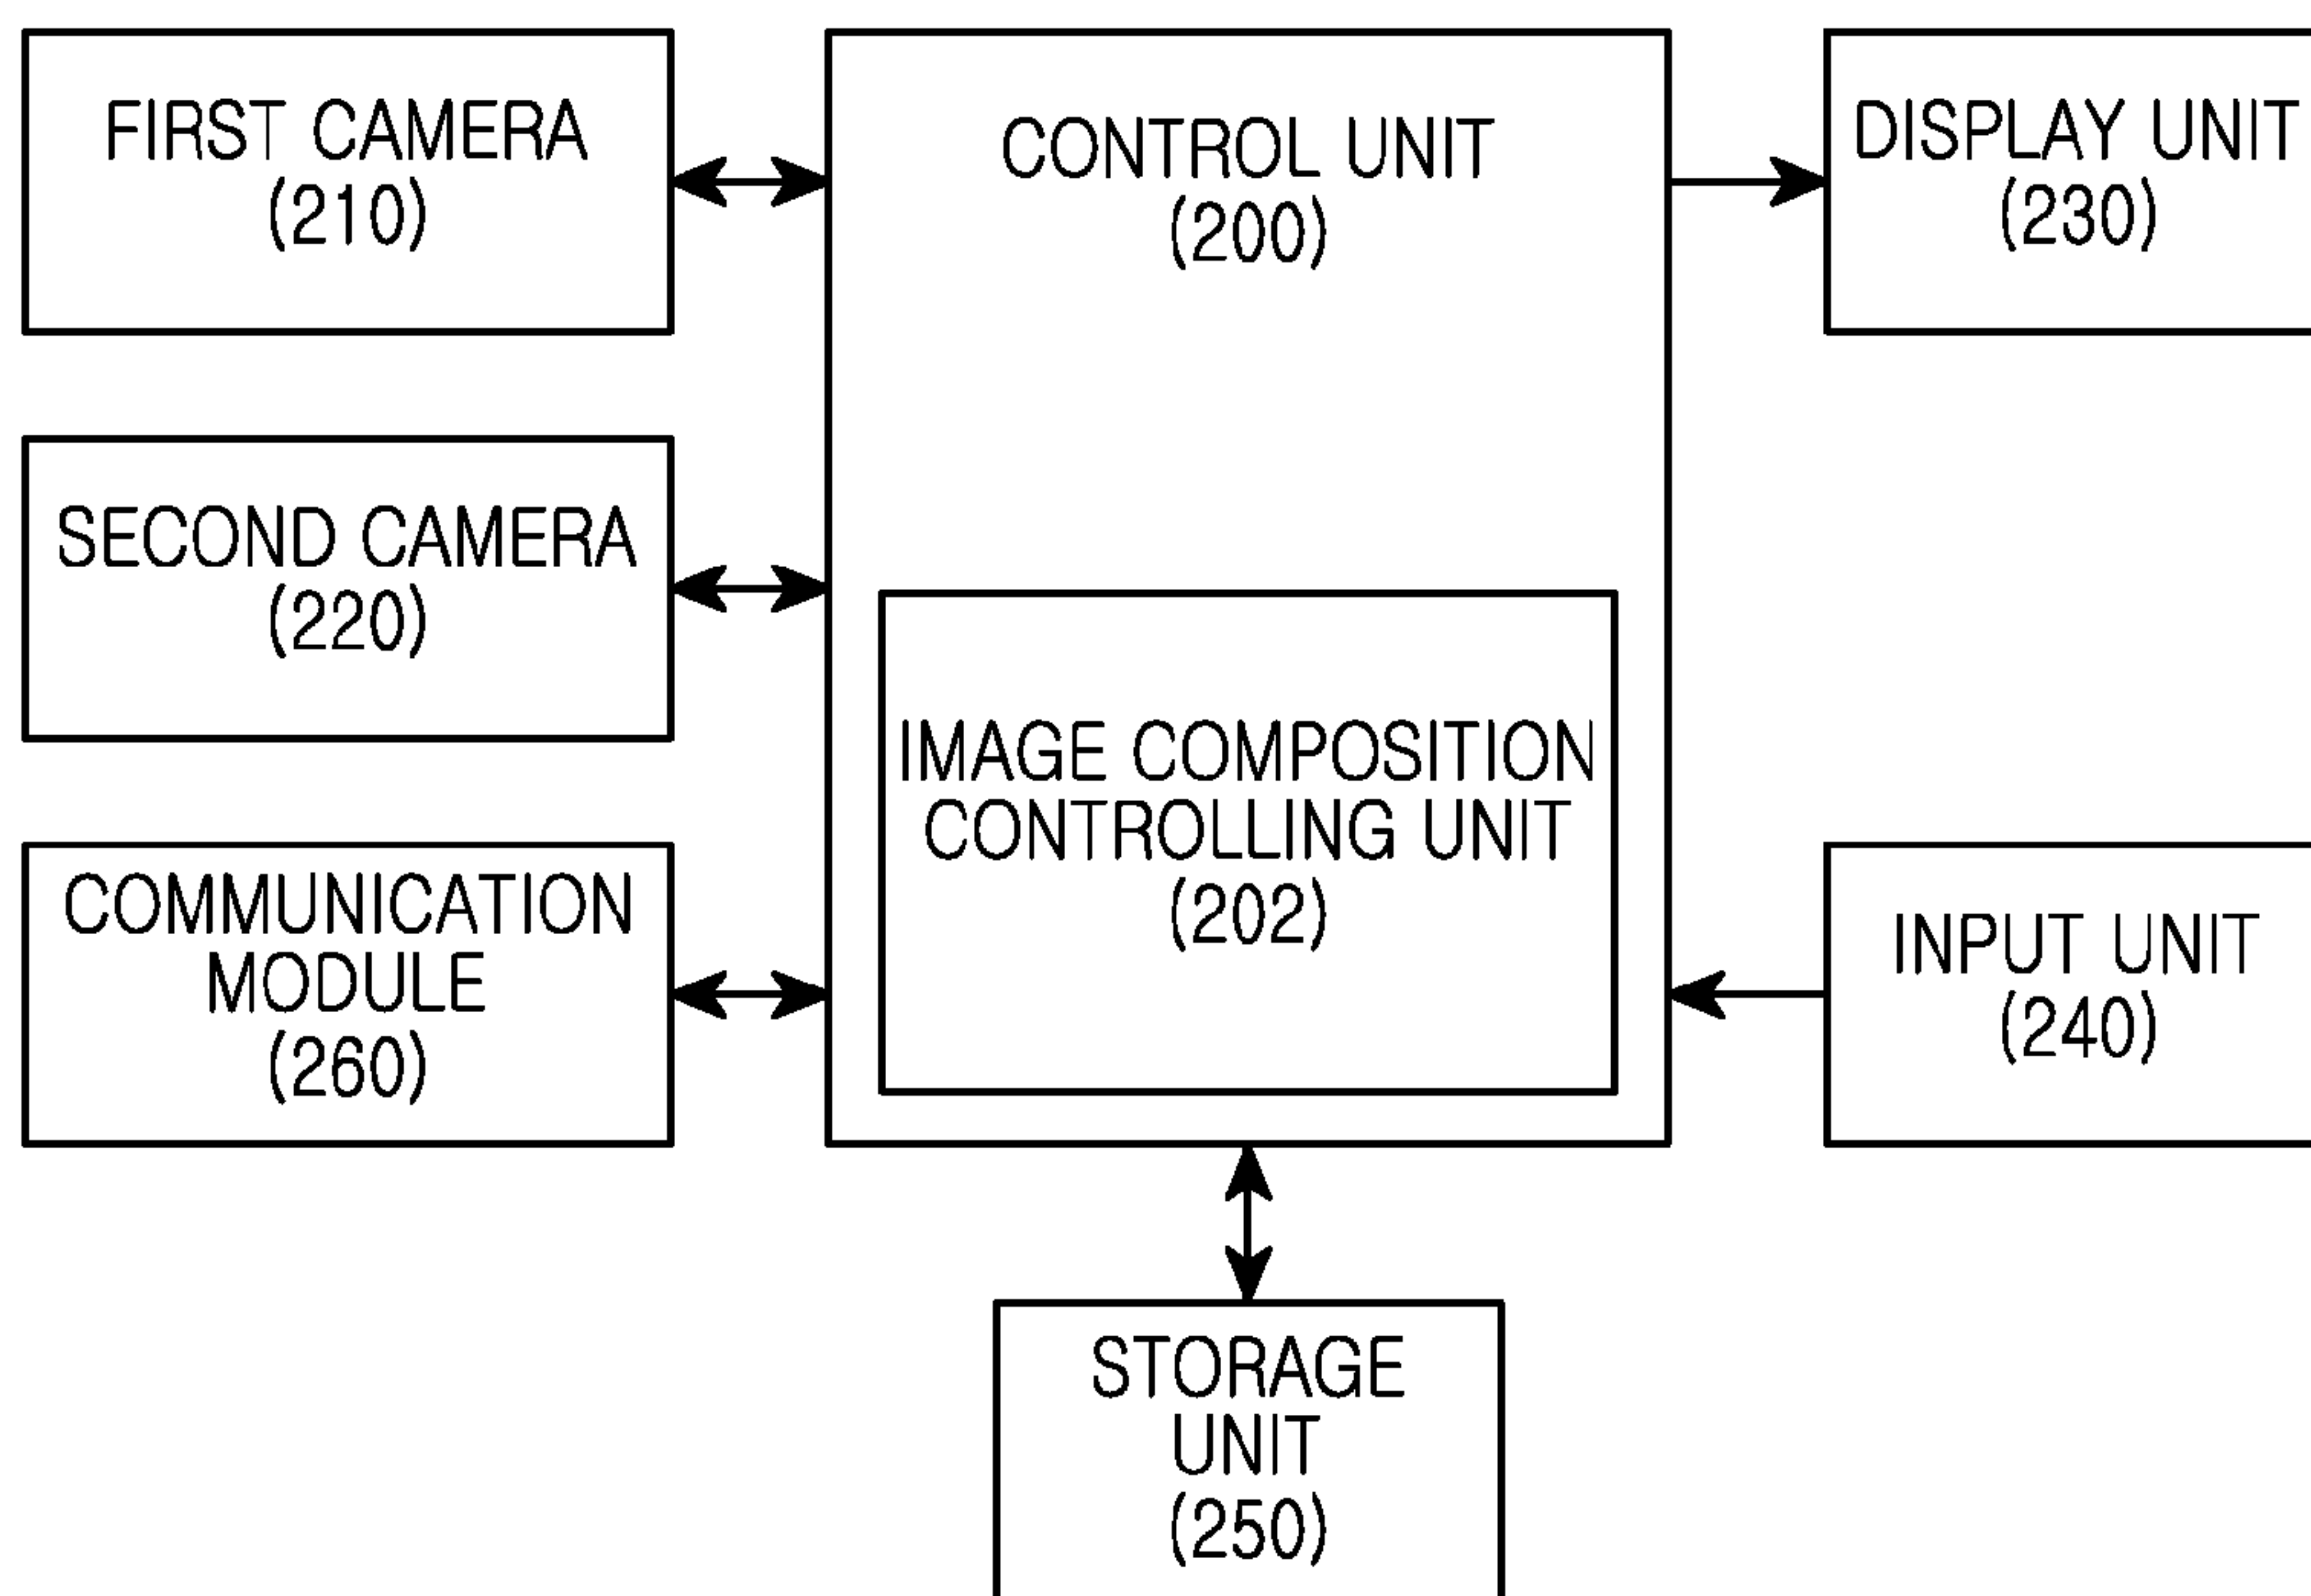 FIRST CAMERA
(210)
CONTROL UNIT
(200)
DISPLAY UNIT
(230)
SECOND CAMERA
(220)
IMAGE COMPOSITION
CONTROLLING UNIT
(202)
COMMUNICATION
MODULE
(260)
INPUT UNIT
(240)
STORAGE
UNIT
(250)